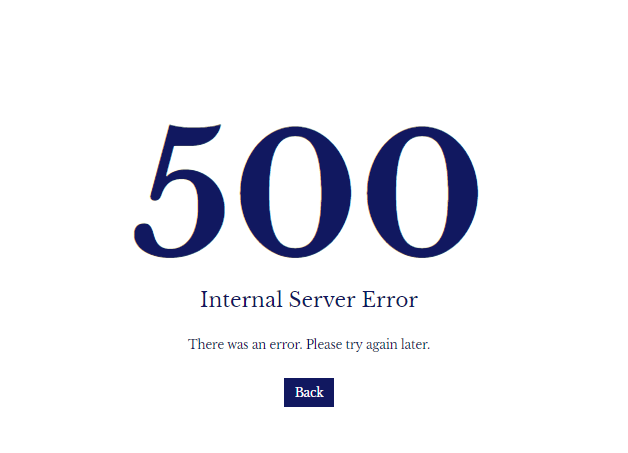 500
Internal Server Error
There was an error. Please try again later.
Back